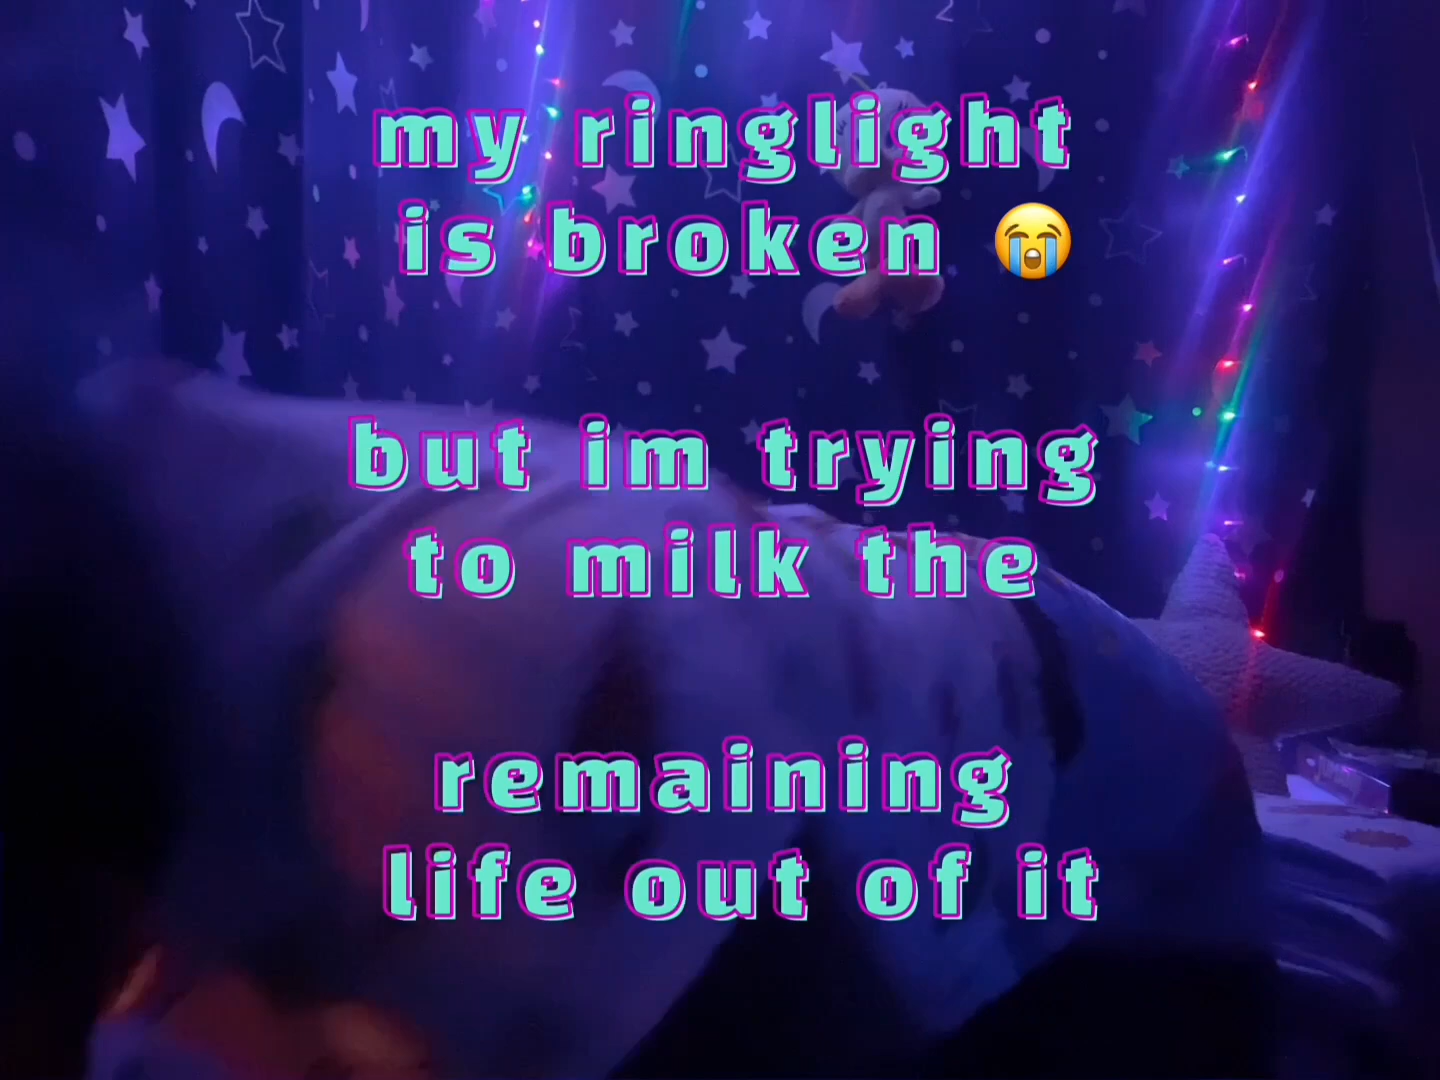 my ringlight
is broken 😭
but im trying
to milk the
remaining
life out of it